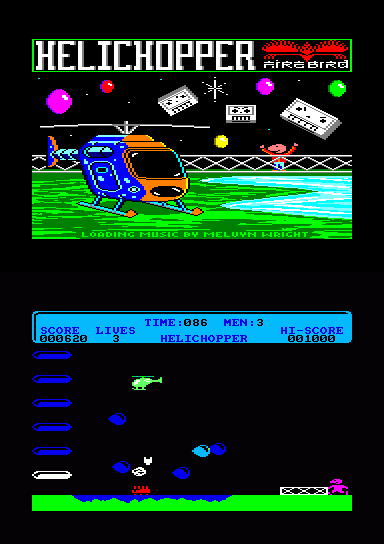 HELICHOPPER
FIREBIRD
LOADING MUSIC BY MELVYN WRIGHT
TIME:086 MEN:3
SCORE LIVES HI-SCORE
000620 3 HELICHOPPER 001000